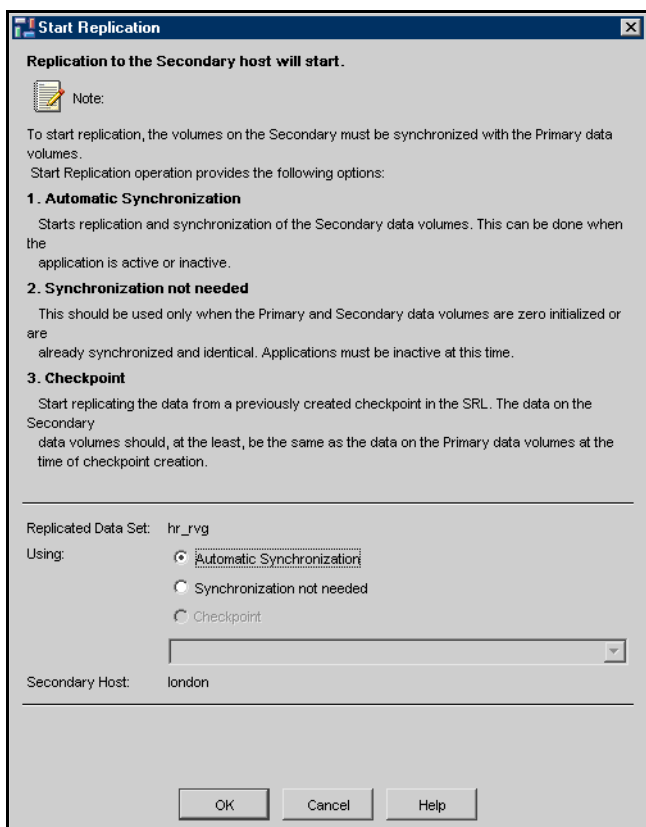 Start Replication
Replication to the Secondary host will start.
Note:
To start replication, the volumes on the Secondary must be synchronized with the Primary data
volumes.
Start Replication operation provides the following options:
1. Automatic Synchronization
Starts replication and synchronization of the Secondary data volumes. This can be done when
the
application is active or inactive.
2. Synchronization not needed
This should be used only when the Primary and Secondary data volumes are zero initialized or
are
already synchronized and identical. Applications must be inactive at this time.
3. Checkpoint
Start replicating the data from a previously created checkpoint in the SRL. The data on the
Secondary
data volumes should, at the least, be the same as the data on the Primary data volumes at the
time of checkpoint creation.
Replicated Data Set: hr_rvg
Using: Automatic Synchronization
Synchronization not needed
Checkpoint
Secondary Host: london
OK Cancel Help